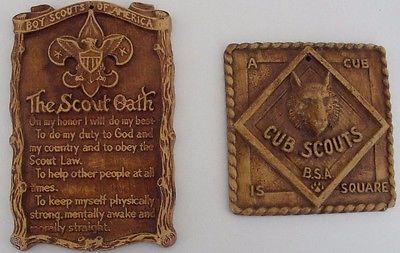 BOY SCOUTS OF AMERICA
The Scout Oath
On my honor I will do my best
To do my duty to God and
my country and to obey the
Scout Law.
To help other people at all
times.
To keep myself physically
strong, mentally awake and
morally straight.
A CUB
CUB SCOUTS
B.S.A
IS SQUARE